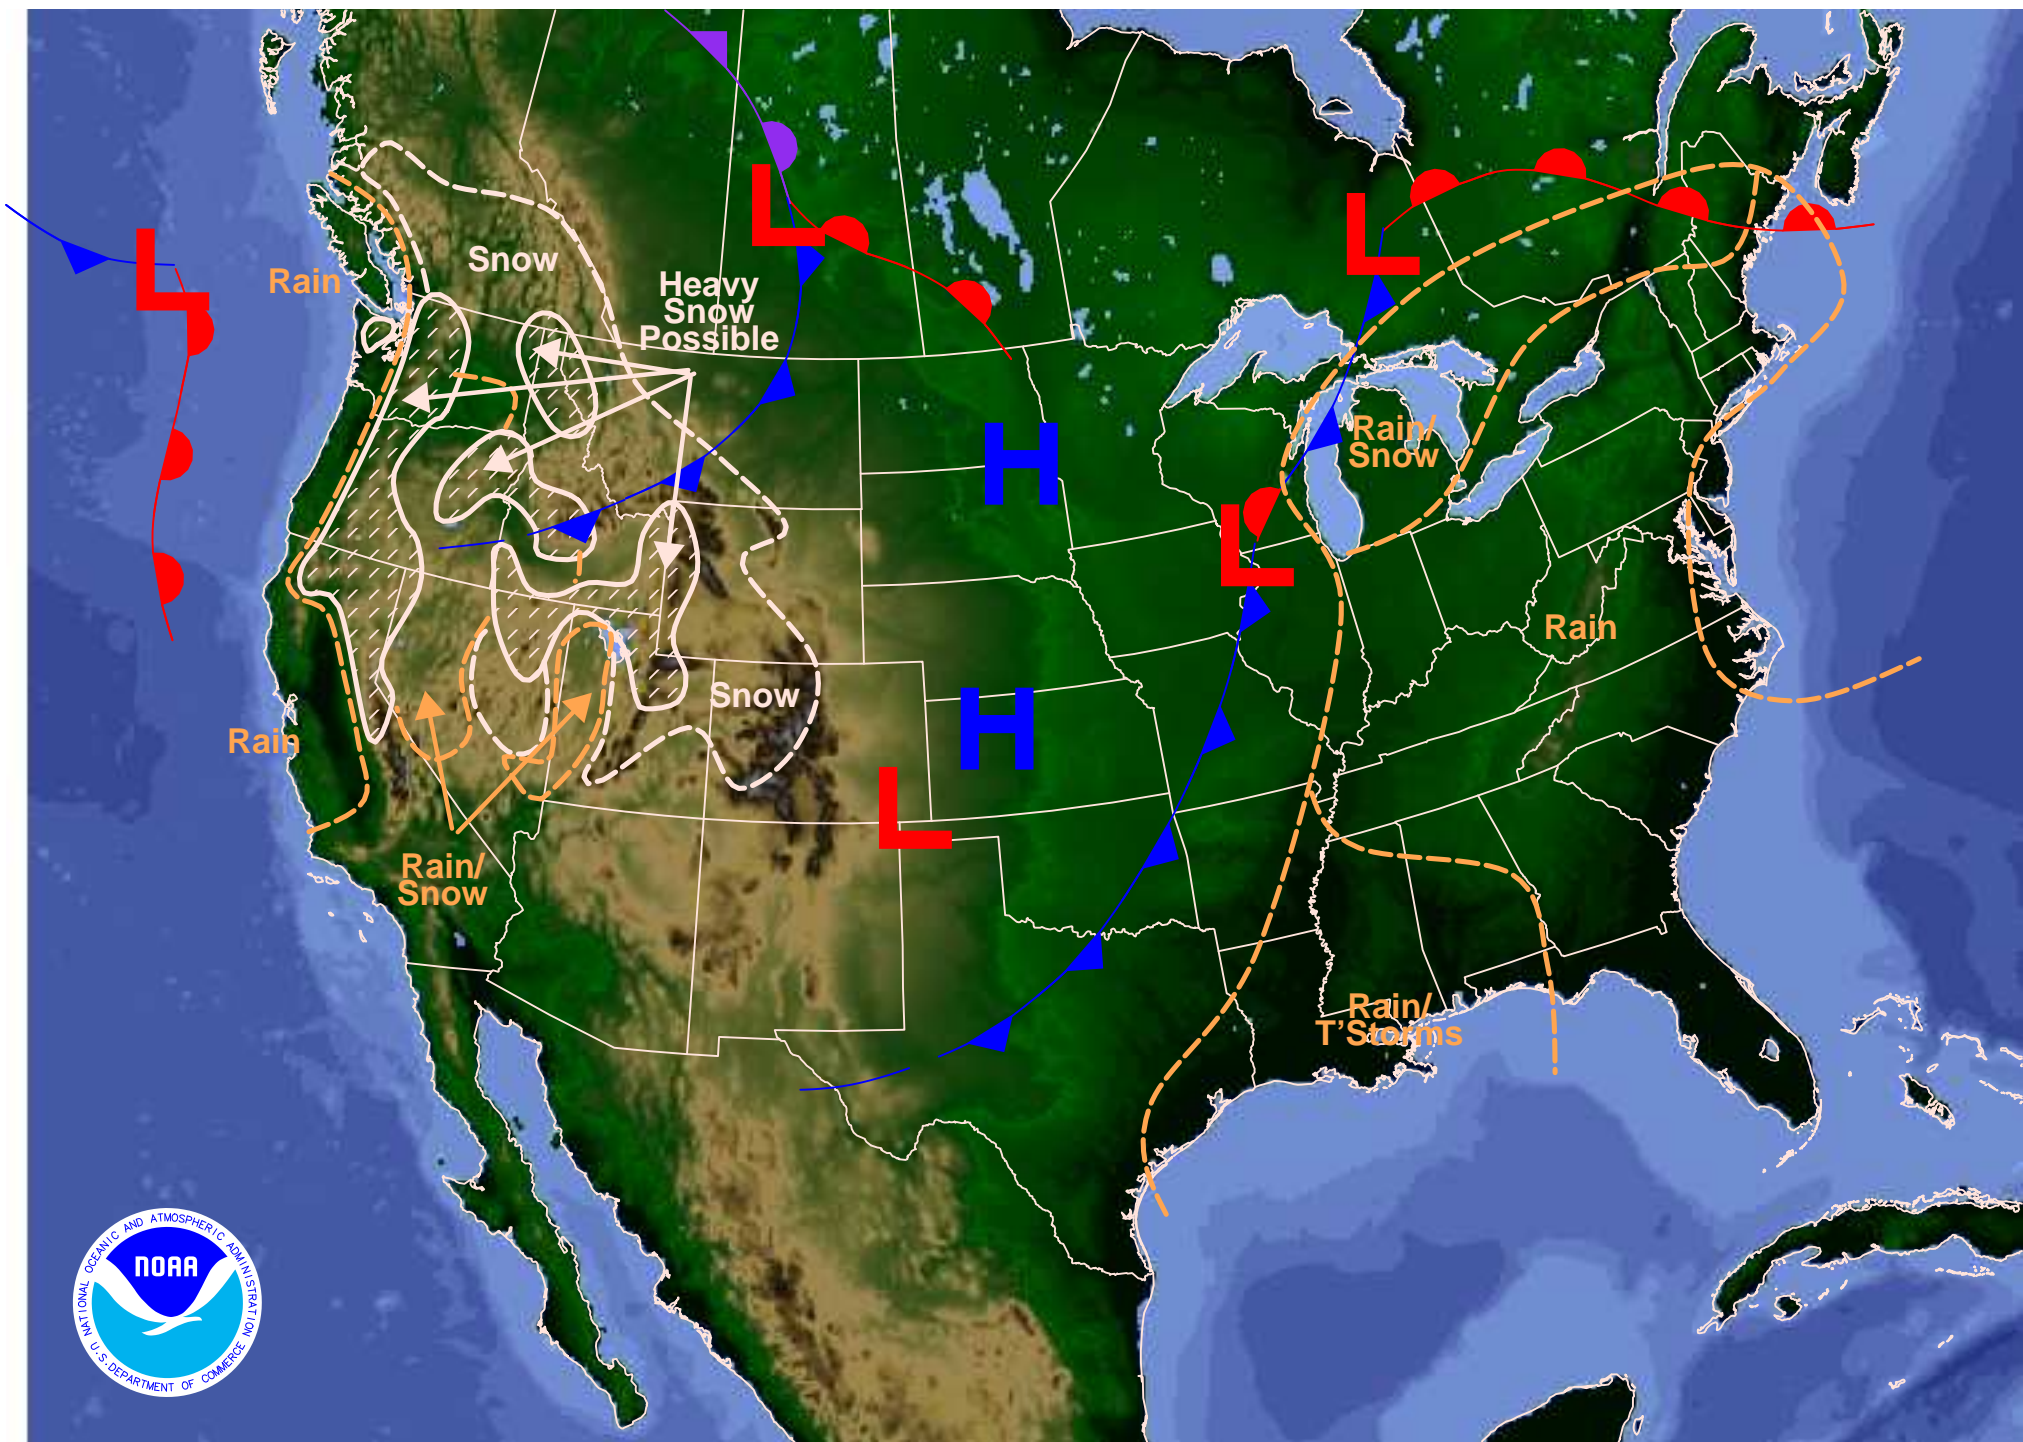 L
L
L
Rain
Snow
Heavy
Snow
Possible
H
Rain/
Snow
L
Rain
Rain
Snow
H
L
Rain/
Snow
Rain/
T'Storms
NATIONAL OCEANIC AND ATMOSPHERIC ADMINISTRATION
NOAA
U.S. DEPARTMENT OF COMMERCE